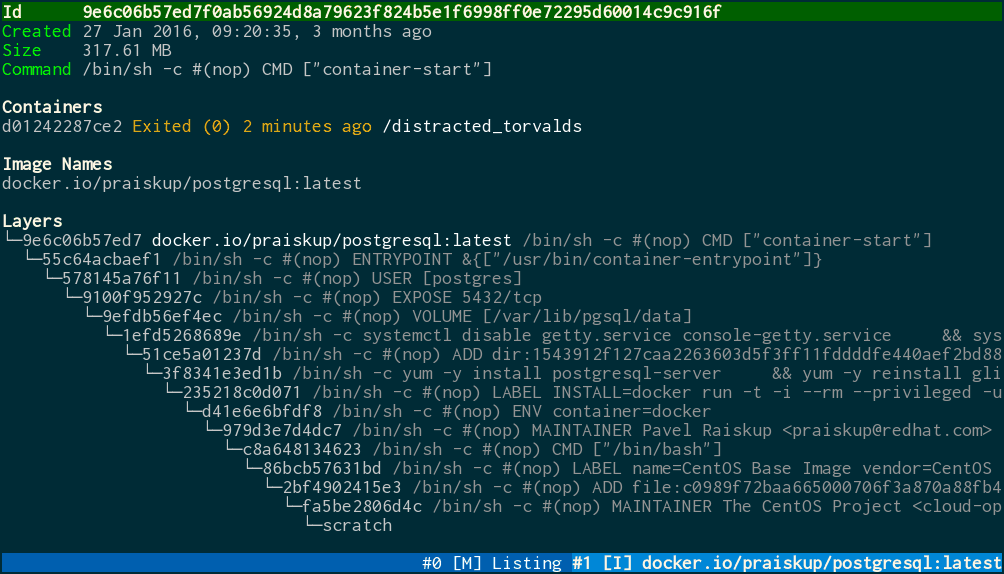 Id 9e6c06b57ed7f0ab56924d8a79623f824b5e1f6998ff0e72295d60014c9c916f
Created 27 Jan 2016, 09:20:35, 3 months ago
Size 317.61 MB
Command /bin/sh -c #(nop) CMD ["container-start"]
Containers
d01242287ce2 Exited (0) 2 minutes ago /distracted_torvalds
Image Names
docker.io/praiskup/postgresql:latest
Layers
└─9e6c06b57ed7 docker.io/praiskup/postgresql:latest /bin/sh -c #(nop) CMD ["container-start"]
└─55c64acbaef1 /bin/sh -c #(nop) ENTRYPOINT &{["/usr/bin/container-entrypoint"]}
└─578145a76f11 /bin/sh -c #(nop) USER [postgres]
└─9100f952927c /bin/sh -c #(nop) EXPOSE 5432/tcp
└─9efdb56ef4ec /bin/sh -c #(nop) VOLUME [/var/lib/pgsql/data]
└─1efd5268689e /bin/sh -c systemctl disable getty.service console-getty.service && sys
└─51ce5a01237d /bin/sh -c #(nop) ADD dir:1543912f127caa2263603d5f3ff11fddddfe440aef2bd88
└─3f8341e3ed1b /bin/sh -c yum -y install postgresql-server && yum -y reinstall gli
└─235218c0d071 /bin/sh -c #(nop) LABEL INSTALL=docker run -t -i --rm --privileged -u
└─d41e6e6bfdf8 /bin/sh -c #(nop) ENV container=docker
└─979d3e7d4dc7 /bin/sh -c #(nop) MAINTAINER Pavel Raiskup <praiskup@redhat.com>
└─c8a648134623 /bin/sh -c #(nop) CMD ["/bin/bash"]
└─86bcb57631bd /bin/sh -c #(nop) LABEL name=CentOS Base Image vendor=CentOS
└─2bf4902415e3 /bin/sh -c #(nop) ADD file:c0989f72baa665000706f3a870a88fb4
└─fa5be2806d4c /bin/sh -c #(nop) MAINTAINER The CentOS Project <cloud-op
└─scratch
#0 [M] Listing #1 [I] docker.io/praiskup/postgresql:latest